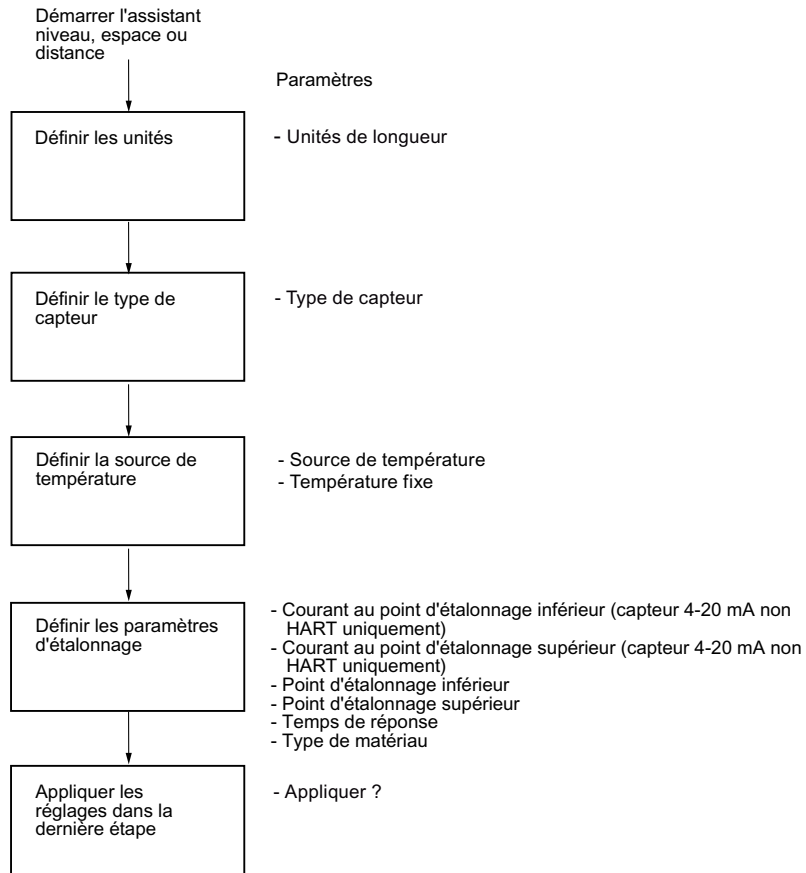 Démarrer l'assistant
niveau, espace ou
distance
Paramètres
Définir les unités
- Unités de longueur
Définir le type de
capteur
- Type de capteur
Définir la source de
température
- Source de température
- Température fixe
Définir les paramètres
d'étalonnage
- Courant au point d'étalonnage inférieur (capteur 4-20 mA non
HART uniquement)
- Courant au point d'étalonnage supérieur (capteur 4-20 mA non
HART uniquement)
- Point d'étalonnage inférieur
- Point d'étalonnage supérieur
- Temps de réponse
- Type de matériau
Appliquer les
réglages dans la
dernière étape
- Appliquer ?